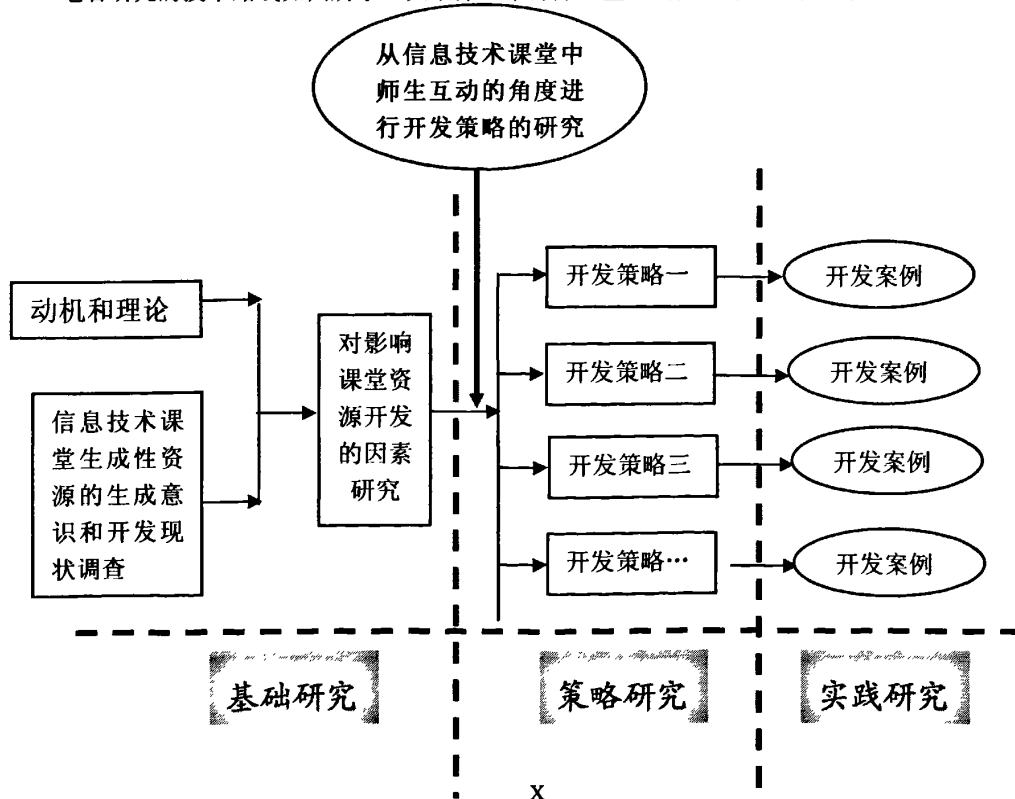 从信息技术课堂中
师生互动的角度进
行开发策略的研究
动机和理论
信息技术课
堂生成性资
源的生成意
识和开发现
状调查
对影响
课堂资
源开发
的因素
研究
开发策略一
开发案例
开发策略二
开发案例
开发策略三
开发案例
开发策略…
开发案例
基础研究
策略研究
实践研究
x